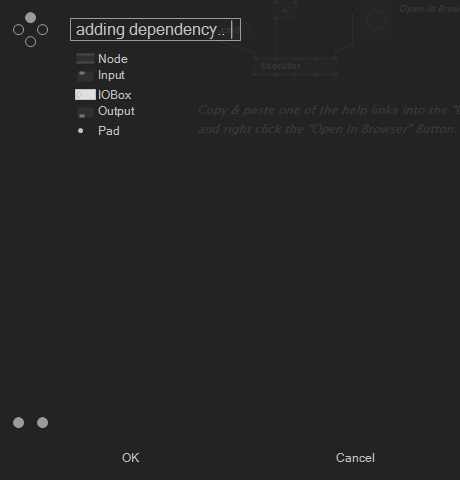 Open In Brow
adding dependency..
Node
Input
Executor
IOBox
Output
Copy & paste one of the help links into the "
Pad
and right click the "Open In Browser" Button.
OK
Cancel